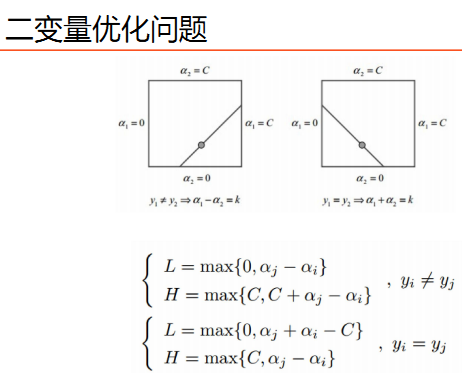 二变量优化问题
α₂ = C α₂ = C
α₁ = 0 α₁ = C α₁ = 0 α₁ = C
α₂ = 0 α₂ = 0
y₁ ≠ y₂ ⇒ α₁ − α₂ = k y₁ = y₂ ⇒ α₁ + α₂ = k
L = max{0, αⱼ − αᵢ}
H = max{C, C + αⱼ − αᵢ} , yᵢ ≠ yⱼ
L = max{0, αⱼ + αᵢ − C}
H = max{C, αⱼ − αᵢ} , yᵢ = yⱼ